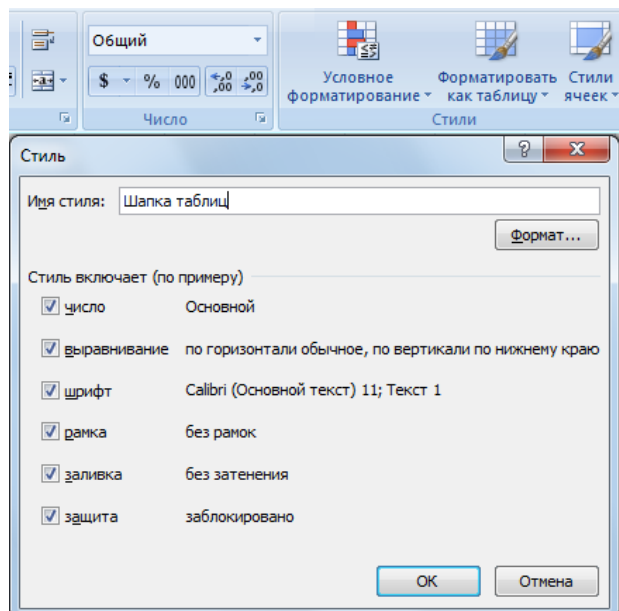 Общий
$ % 000 ,0 ,00 ,00 ,0
Условное форматирование
Форматировать как таблицу
Стили ячеек
Число
Стили
Стиль
Имя стиля: Шапка таблиц
Формат...
Стиль включает (по примеру)
число Основной
выравнивание по горизонтали обычное, по вертикали по нижнему краю
шрифт Calibri (Основной текст) 11; Текст 1
рамка без рамок
заливка без затенения
защита заблокировано
ОК Отмена